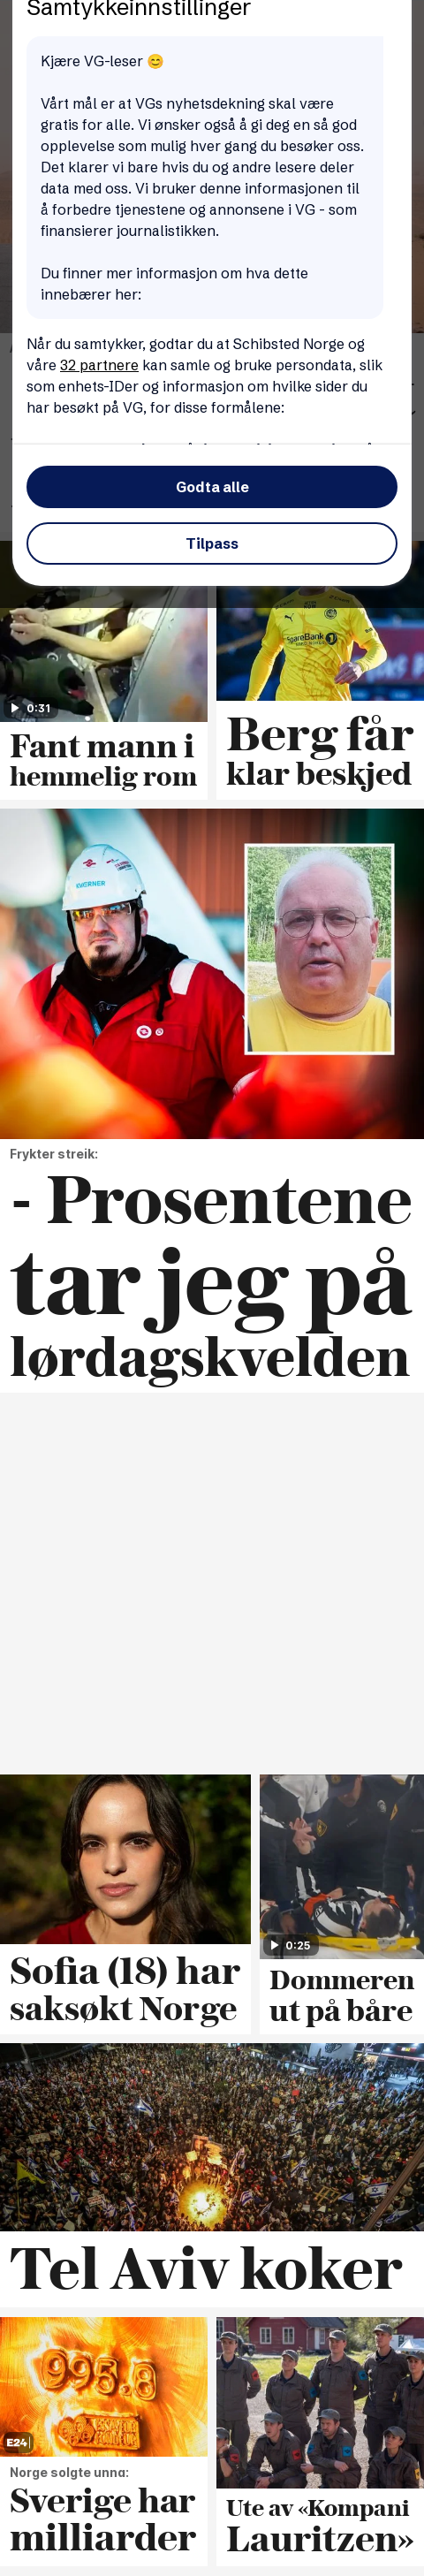 Samtykkeinnstillinger
Kjære VG-leser 😊
Vårt mål er at VGs nyhetsdekning skal være
gratis for alle. Vi ønsker også å gi deg en så god
opplevelse som mulig hver gang du besøker oss.
Det klarer vi bare hvis du og andre lesere deler
data med oss. Vi bruker denne informasjonen til
å forbedre tjenestene og annonsene i VG - som
finansierer journalistikken.
Du finner mer informasjon om hva dette
innebærer her:
Når du samtykker, godtar du at Schibsted Norge og
våre 32 partnere kan samle og bruke persondata, slik
som enhets-IDer og informasjon om hvilke sider du
har besøkt på VG, for disse formålene:
Godta alle
Tilpass
SpareBank 1
0:31
Fant mann i
hemmelig rom
Berg får
klar beskjed
KVÆRNER
Frykter streik:
- Prosentene
tar jeg på
lørdagskvelden
0:25
Sofia (18) har
saksøkt Norge
Dommeren
ut på båre
Tel Aviv koker
995.8
E24
Norge solgte unna:
Sverige har
milliarder
Ute av «Kompani
Lauritzen»